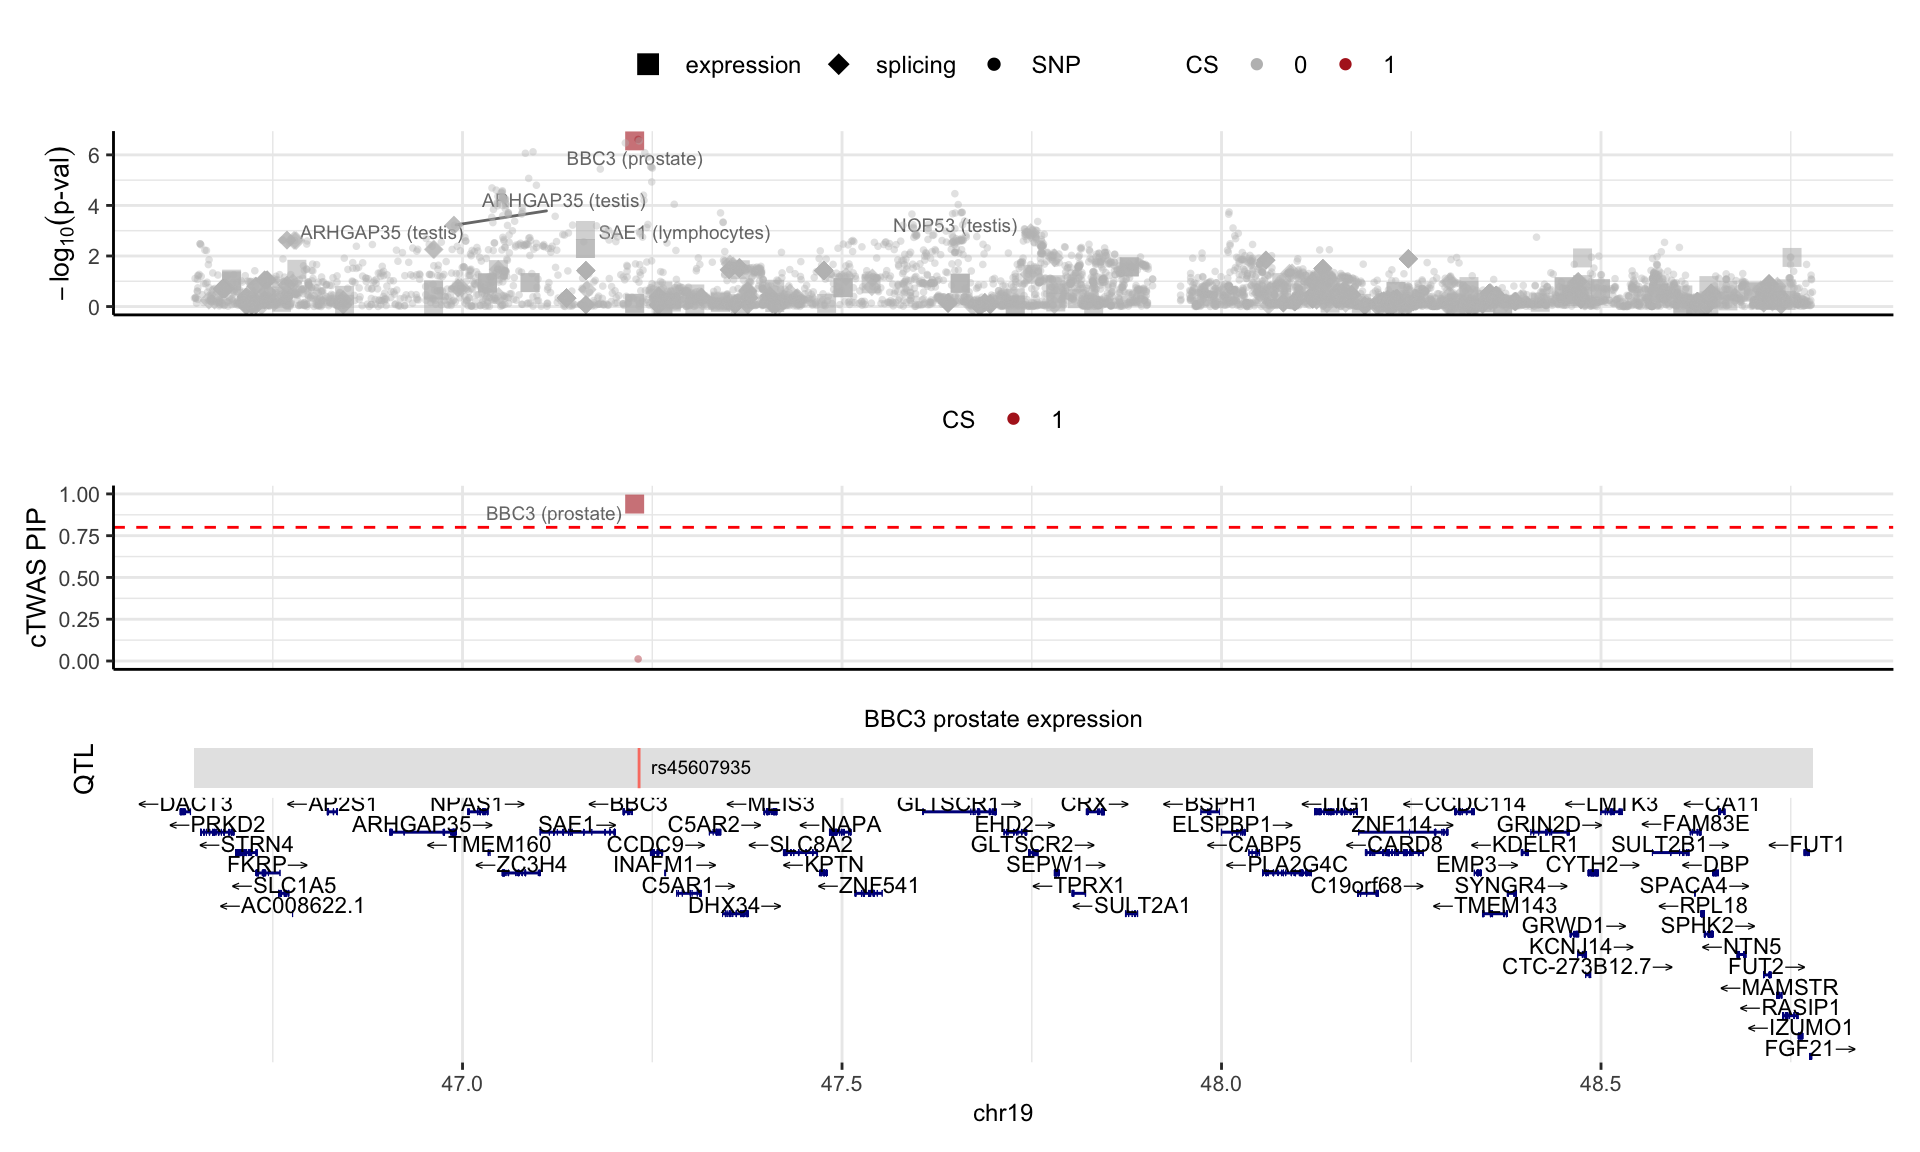 expression splicing SNP CS 0 1
−log10(p-val)
6
4
2
0
BBC3 (prostate)
ARHGAP35 (testis)
ARHGAP35 (testis)
SAE1 (lymphocytes)
NOP53 (testis)
CS 1
cTWAS PIP
1.00
0.75
0.50
0.25
0.00
BBC3 (prostate)
BBC3 prostate expression
QTL
rs45607935
←DACT3 ←AP2S1 NPAS1→ ←BBC3 ←MEIS3 GLTSCR1→ CRX→ ←BSPH1 ←LIG1 ←CCDC114 ←LMTK3 ←CA11
←PRKD2 ARHGAP35→ SAE1→ C5AR2→ ←NAPA EHD2→ ELSPBP1→ ZNF114→ GRIN2D→ ←FAM83E
←STRN4 ←TMEM160 CCDC9→ ←SLC8A2 GLTSCR2→ ←CABP5 ←CARD8 ←KDELR1 SULT2B1→ ←FUT1
FKRP→ ←ZC3H4 INAFM1→ ←KPTN SEPW1→ ←PLA2G4C EMP3→ CYTH2→ ←DBP
←SLC1A5 C5AR1→ ←ZNF541 ←TPRX1 C19orf68→ SYNGR4→ SPACA4→
←AC008622.1 DHX34→ ←SULT2A1 ←TMEM143 ←RPL18
GRWD1→ SPHK2→
KCNJ14→ ←NTN5
CTC-273B12.7→ FUT2→
←MAMSTR
←RASIP1
←IZUMO1
FGF21→
47.0 47.5 48.0 48.5
chr19